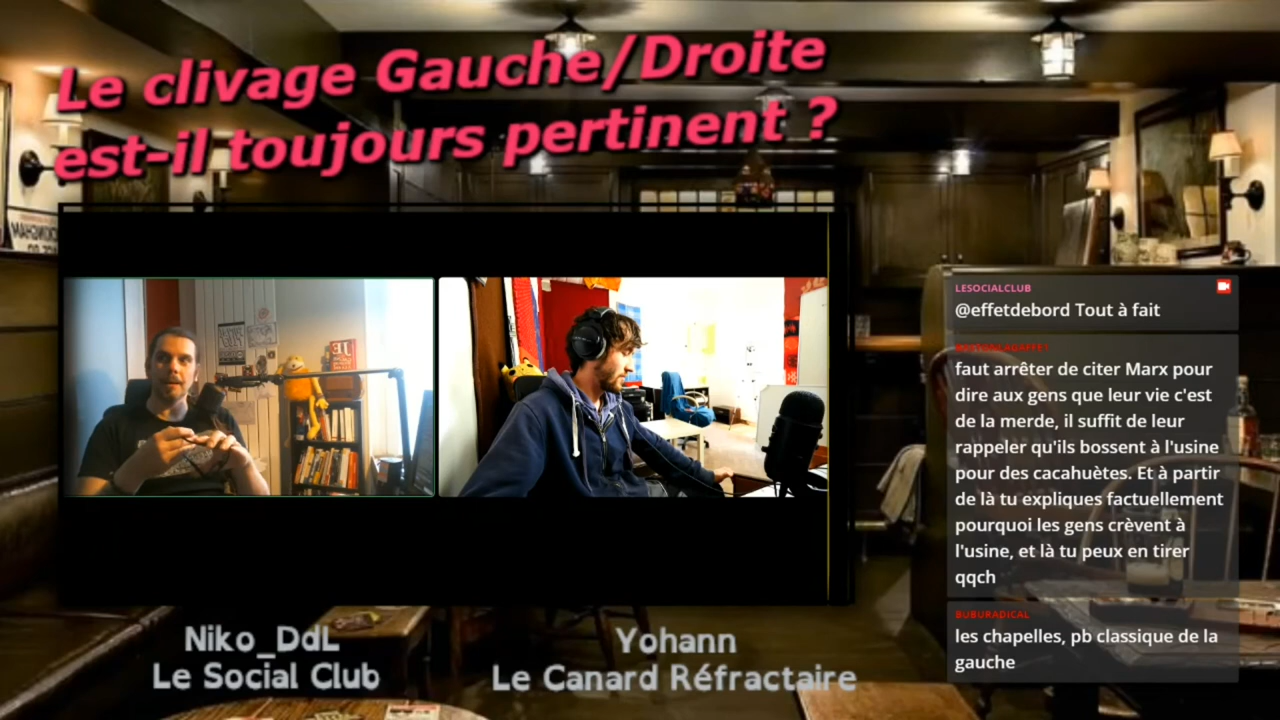 Le clivage Gauche/Droite
est-il toujours pertinent ?
LESOCIALCLUB
@effetdebord Tout à fait
faut arrêter de citer Marx pour
dire aux gens que leur vie c'est
de la merde, il suffit de leur
rappeler qu'ils bossent à l'usine
pour des cacahuètes. Et à partir
de là tu expliques factuellement
pourquoi les gens crèvent à
l'usine, et là tu peux en tirer
qqch
BUBURADICAL
les chapelles, pb classique de la
gauche
Niko_DdL
Le Social Club
Yohann
Le Canard Réfractaire